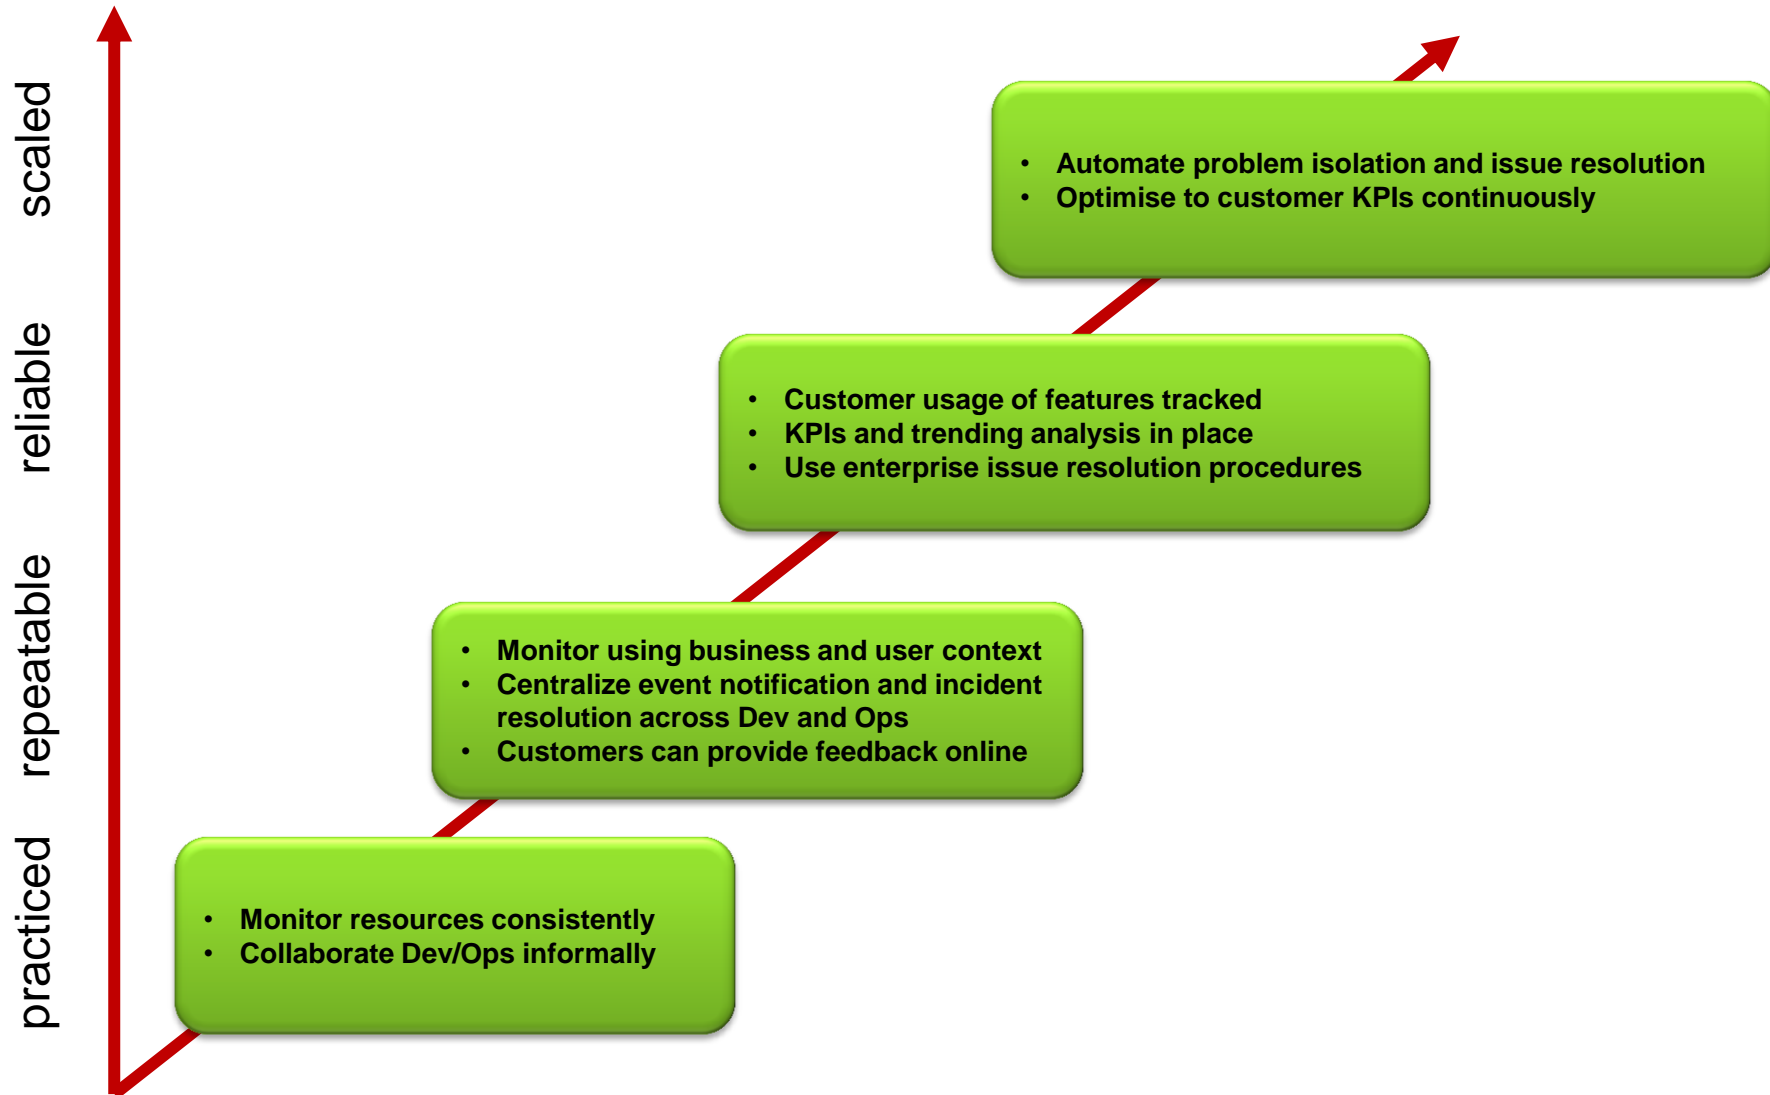 scaled
• Automate problem isolation and issue resolution
• Optimise to customer KPIs continuously
reliable
• Customer usage of features tracked
• KPIs and trending analysis in place
• Use enterprise issue resolution procedures
repeatable
• Monitor using business and user context
• Centralize event notification and incident
resolution across Dev and Ops
• Customers can provide feedback online
practiced
• Monitor resources consistently
• Collaborate Dev/Ops informally